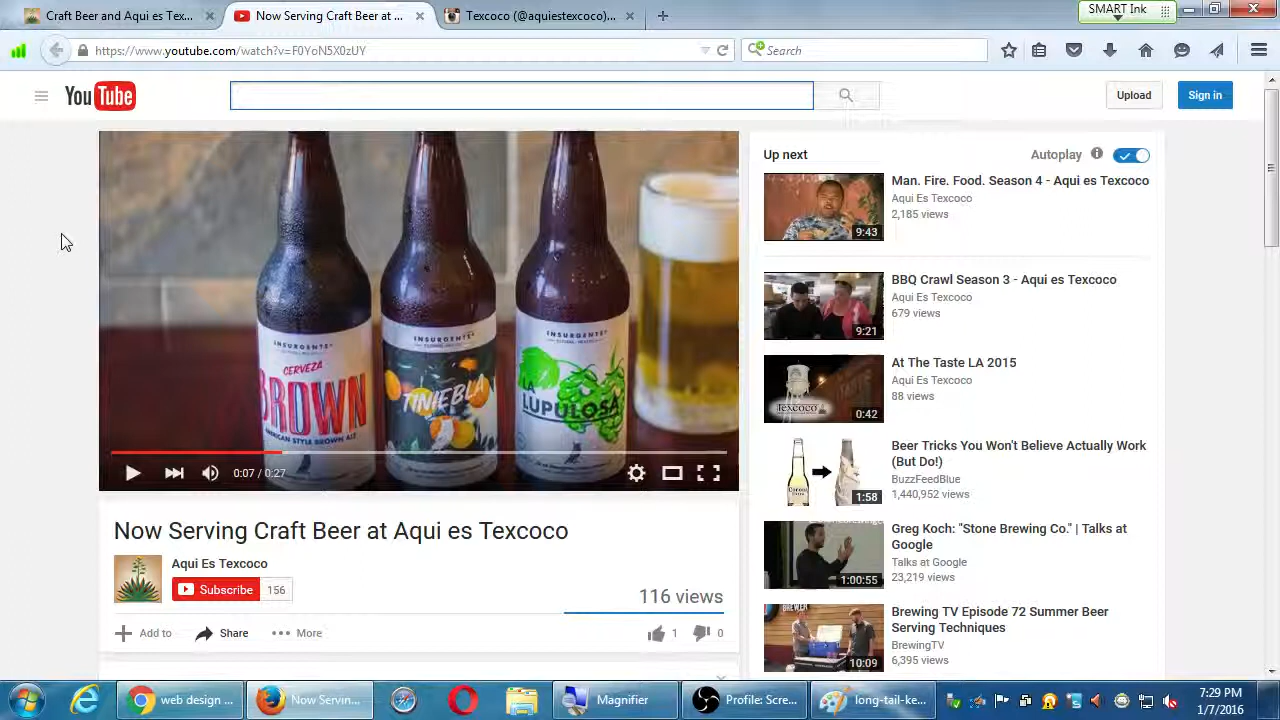 Craft Beer and Aqui es Tex...
Now Serving Craft Beer at ...
Texcoco (@aquiestexcoco)...
SMART Ink
https://www.youtube.com/watch?v=F0YoN5X0zUY
Search
YouTube
Upload
Sign in
INSURGENTE
INSURGENTE
INSURGENTE
CERVEZA
BROWN
AMERICAN STYLE BROWN ALE
TINIEBLA
LA
LUPULOSA
0:07 / 0:27
Now Serving Craft Beer at Aqui es Texcoco
Aqui Es Texcoco
Subscribe
156
116 views
Add to
Share
More
1
0
Up next
Autoplay
Man. Fire. Food. Season 4 - Aqui es Texcoco
Aqui Es Texcoco
2,185 views
9:43
BBQ Crawl Season 3 - Aqui es Texcoco
Aqui Es Texcoco
679 views
9:21
At The Taste LA 2015
Aqui Es Texcoco
88 views
Texcoco
0:42
Beer Tricks You Won't Believe Actually Work
(But Do!)
BuzzFeedBlue
1,440,952 views
1:58
Greg Koch: "Stone Brewing Co." | Talks at
Google
Talks at Google
23,219 views
1:00:55
Brewing TV Episode 72 Summer Beer
Serving Techniques
BrewingTV
6,395 views
10:09
web design ...
Now Servin...
Magnifier
Profile: Scre...
long-tail-ke...
7:29 PM
1/7/2016